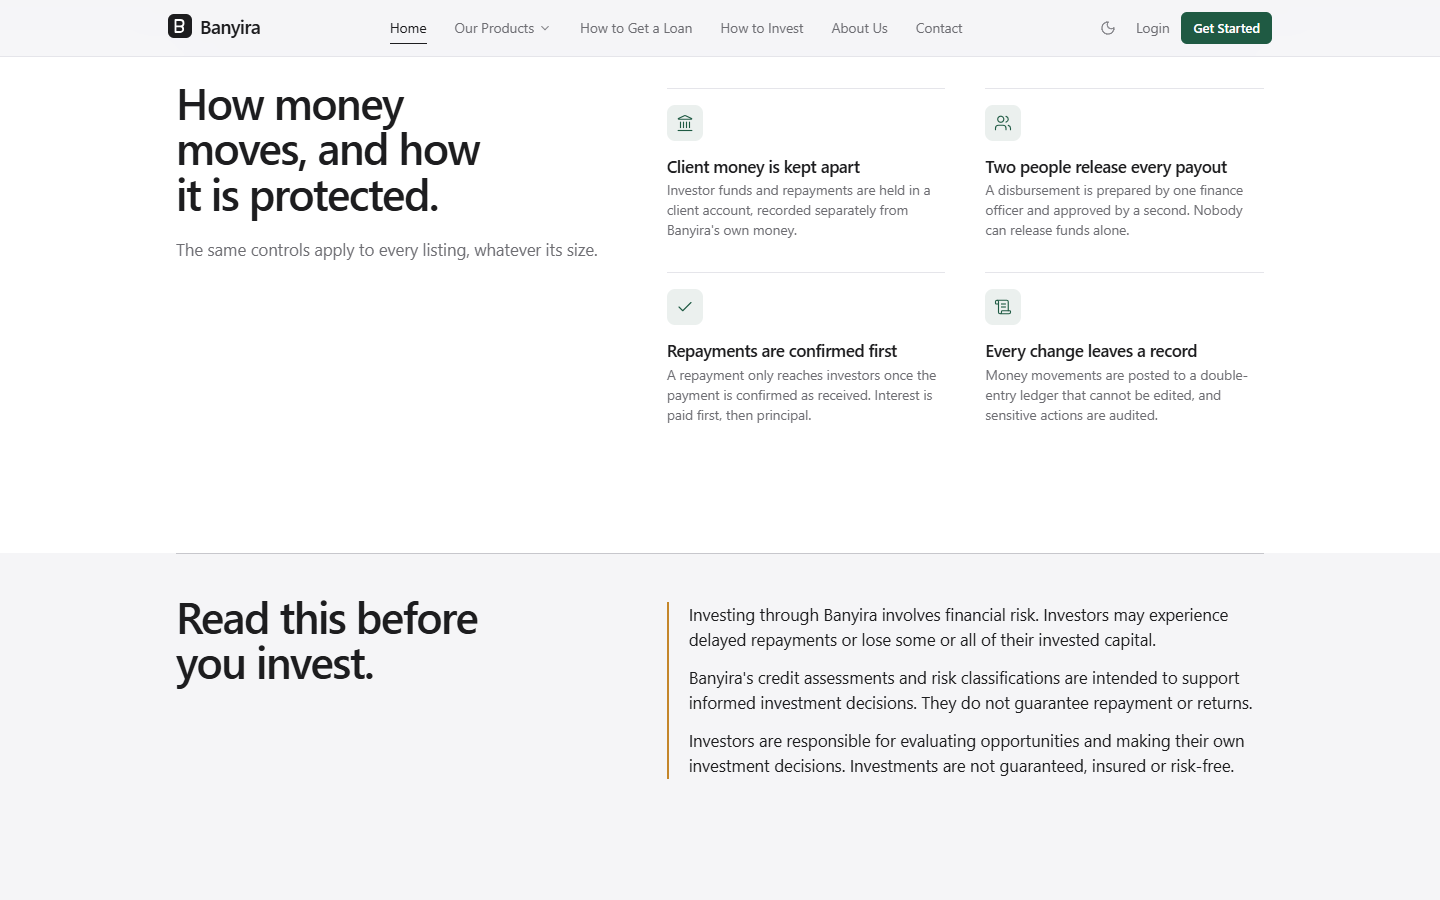 Banyira
Home
Our Products
How to Get a Loan
How to Invest
About Us
Contact
Login
Get Started
How money
moves, and how
it is protected.
The same controls apply to every listing, whatever its size.
Client money is kept apart
Investor funds and repayments are held in a
client account, recorded separately from
Banyira's own money.
Two people release every payout
A disbursement is prepared by one finance
officer and approved by a second. Nobody
can release funds alone.
Repayments are confirmed first
A repayment only reaches investors once the
payment is confirmed as received. Interest is
paid first, then principal.
Every change leaves a record
Money movements are posted to a double-
entry ledger that cannot be edited, and
sensitive actions are audited.
Read this before
you invest.
Investing through Banyira involves financial risk. Investors may experience
delayed repayments or lose some or all of their invested capital.
Banyira's credit assessments and risk classifications are intended to support
informed investment decisions. They do not guarantee repayment or returns.
Investors are responsible for evaluating opportunities and making their own
investment decisions. Investments are not guaranteed, insured or risk-free.